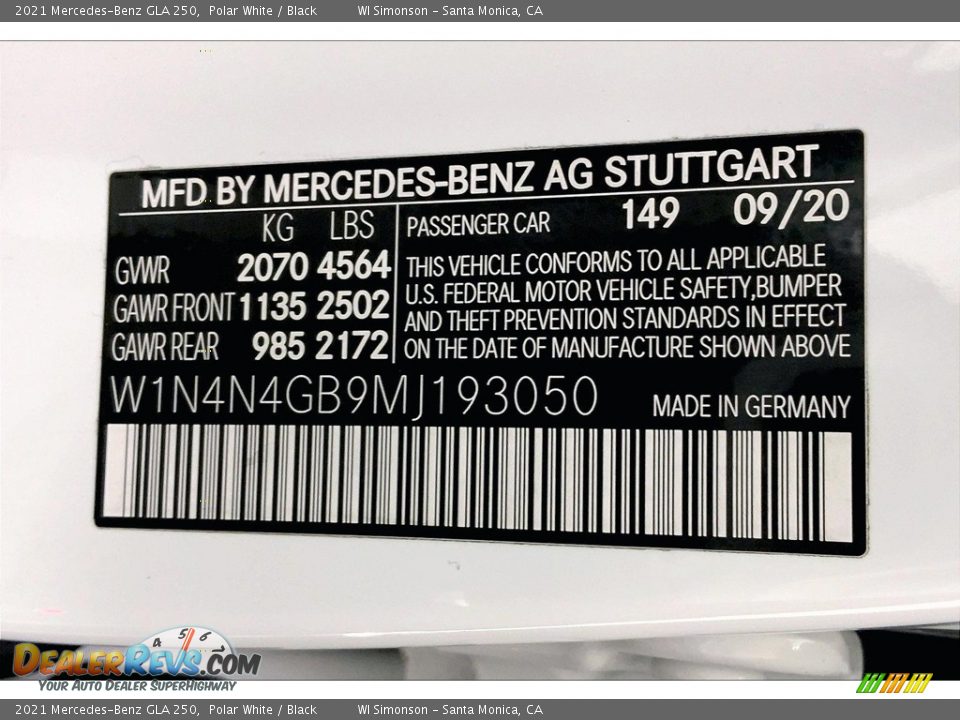 2021 Mercedes-Benz GLA 250, Polar White / Black WI Simonson - Santa Monica, CA
MFD BY MERCEDES-BENZ AG STUTTGART
KG LBS
PASSENGER CAR 149 09/20
GVWR 2070 4564
GAWR FRONT 1135 2502
GAWR REAR 985 2172
THIS VEHICLE CONFORMS TO ALL APPLICABLE
U.S. FEDERAL MOTOR VEHICLE SAFETY,BUMPER
AND THEFT PREVENTION STANDARDS IN EFFECT
ON THE DATE OF MANUFACTURE SHOWN ABOVE
W1N4N4GB9MJ193050
MADE IN GERMANY
4 5 6
DEALERREVS.COM
YOUR AUTO DEALER SUPERHIGHWAY
2021 Mercedes-Benz GLA 250, Polar White / Black WI Simonson - Santa Monica, CA